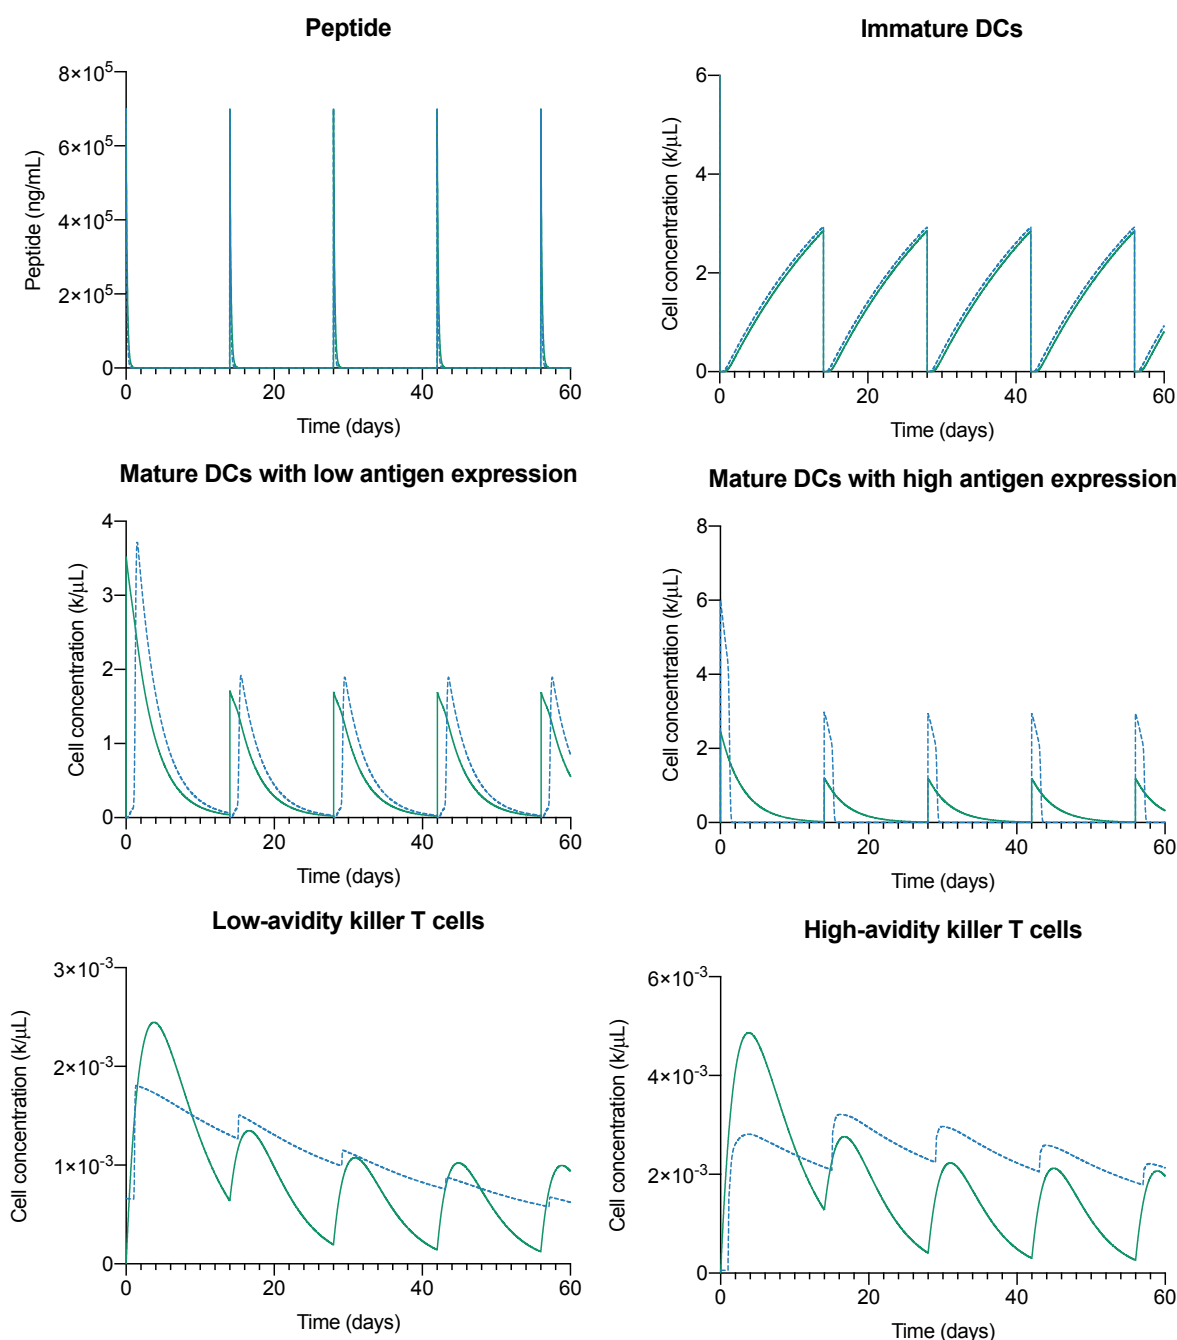 Peptide
8×10⁵
6×10⁵
4×10⁵
2×10⁵
0
Peptide (ng/mL)
0 20 40 60
Time (days)
Immature DCs
6
4
2
0
Cell concentration (k/μL)
0 20 40 60
Time (days)
Mature DCs with low antigen expression
4
3
2
1
0
Cell concentration (k/μL)
0 20 40 60
Time (days)
Mature DCs with high antigen expression
8
6
4
2
0
Cell concentration (k/μL)
0 20 40 60
Time (days)
Low-avidity killer T cells
3×10⁻³
2×10⁻³
1×10⁻³
0
Cell concentration (k/μL)
0 20 40 60
Time (days)
High-avidity killer T cells
6×10⁻³
4×10⁻³
2×10⁻³
0
Cell concentration (k/μL)
0 20 40 60
Time (days)